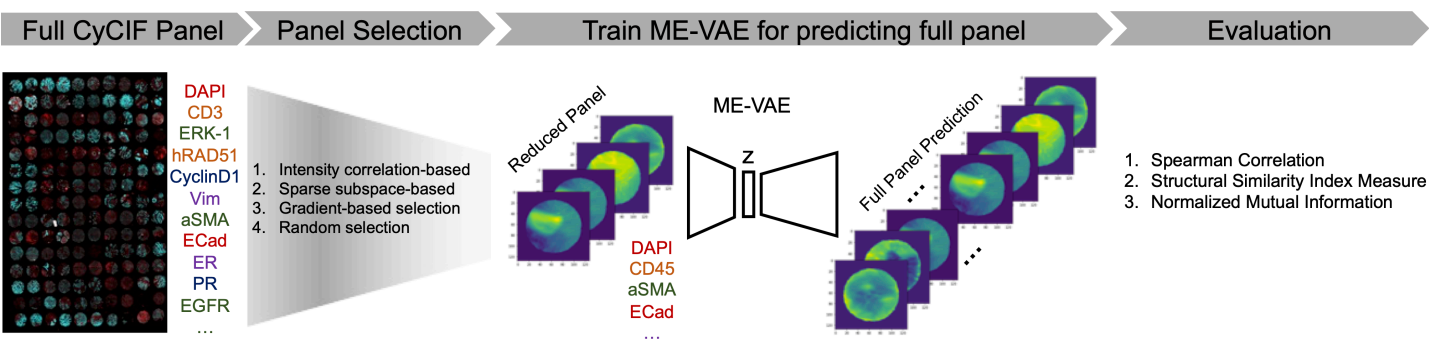 Full CyCIF Panel
Panel Selection
Train ME-VAE for predicting full panel
Evaluation
DAPI
CD3
ERK-1
hRAD51
CyclinD1
Vim
aSMA
ECad
ER
PR
EGFR
...
1. Intensity correlation-based
2. Sparse subspace-based
3. Gradient-based selection
4. Random selection
Reduced Panel
DAPI
CD45
aSMA
ECad
...
ME-VAE
Z
Full Panel Prediction
1. Spearman Correlation
2. Structural Similarity Index Measure
3. Normalized Mutual Information